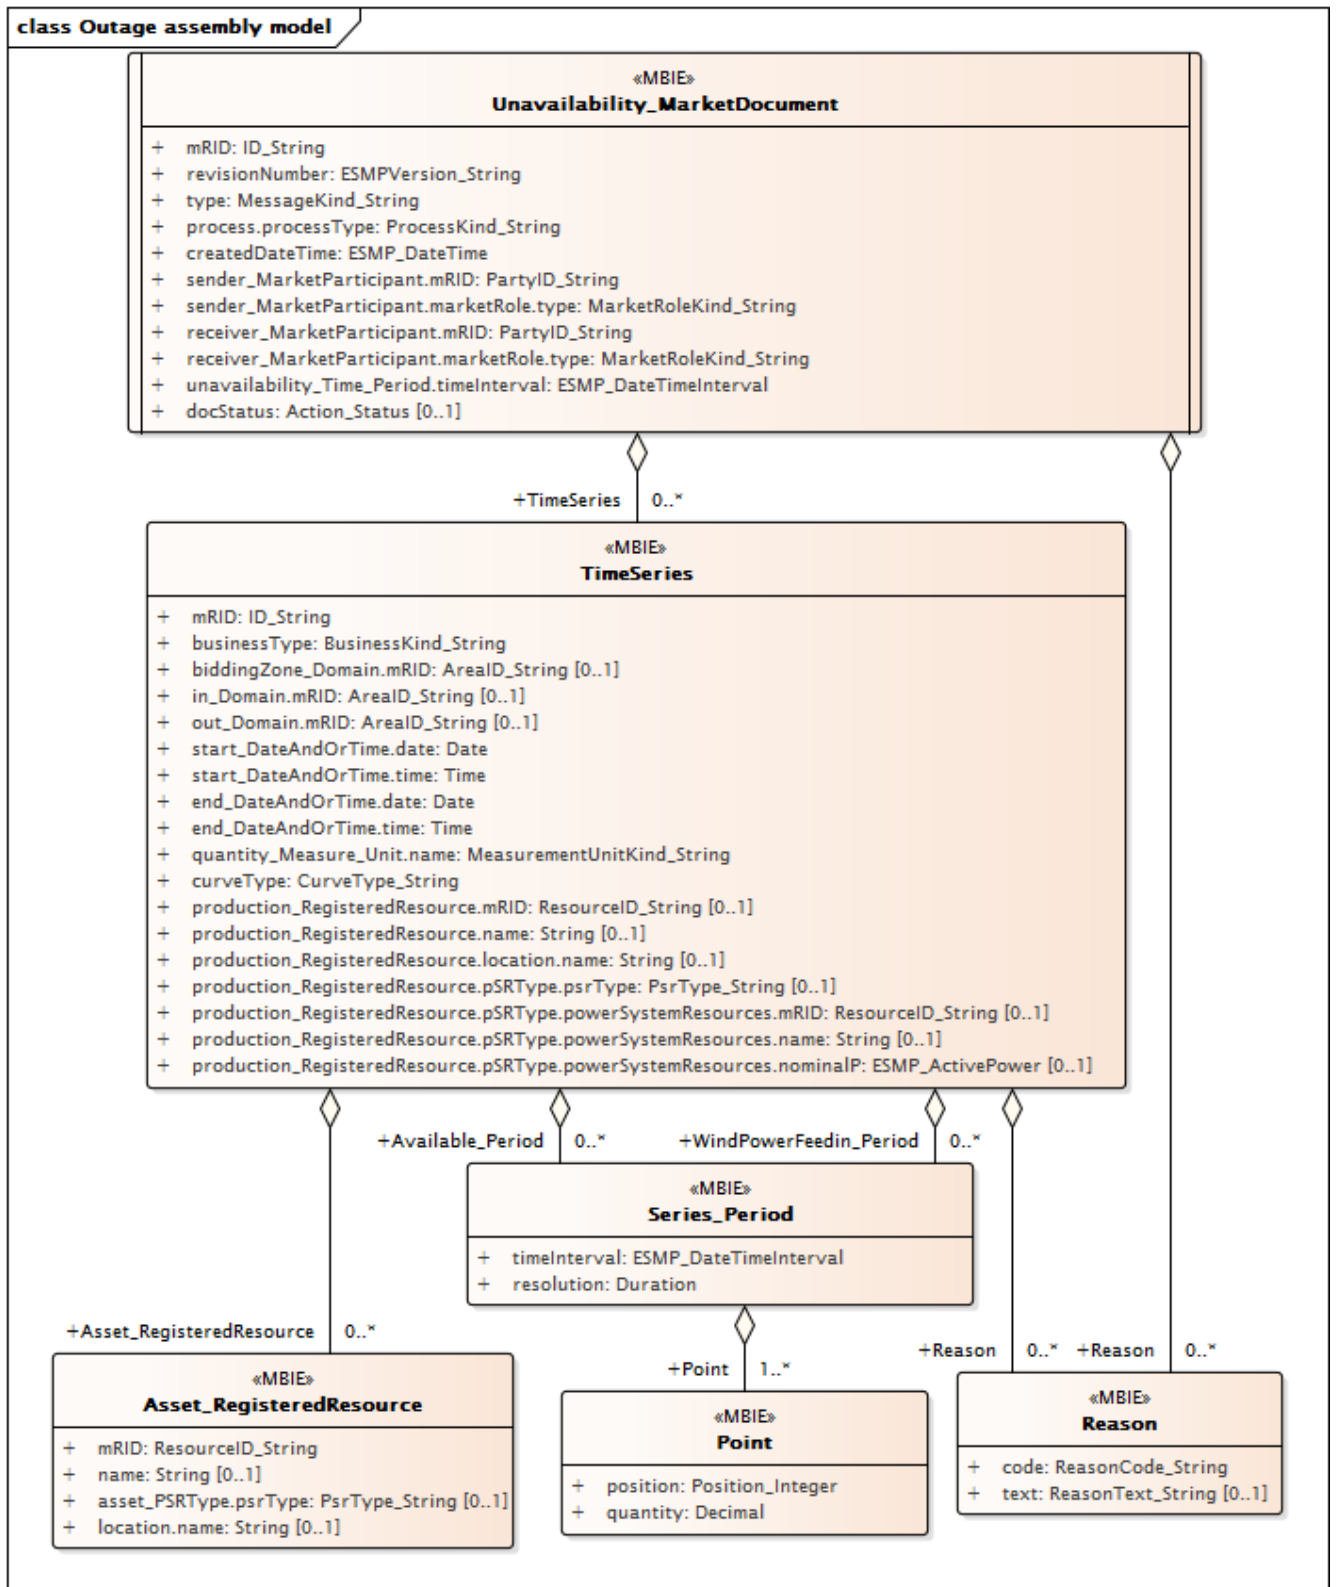 class Outage assembly model
«MBIE»
Unavailability_MarketDocument
+ mRID: ID_String
+ revisionNumber: ESMPVersion_String
+ type: MessageKind_String
+ process.processType: ProcessKind_String
+ createdDateTime: ESMP_DateTime
+ sender_MarketParticipant.mRID: PartyID_String
+ sender_MarketParticipant.marketRole.type: MarketRoleKind_String
+ receiver_MarketParticipant.mRID: PartyID_String
+ receiver_MarketParticipant.marketRole.type: MarketRoleKind_String
+ unavailability_Time_Period.timeInterval: ESMP_DateTimeInterval
+ docStatus: Action_Status [0..1]
+TimeSeries 0..*
«MBIE»
TimeSeries
+ mRID: ID_String
+ businessType: BusinessKind_String
+ biddingZone_Domain.mRID: AreaID_String [0..1]
+ in_Domain.mRID: AreaID_String [0..1]
+ out_Domain.mRID: AreaID_String [0..1]
+ start_DateAndOrTime.date: Date
+ start_DateAndOrTime.time: Time
+ end_DateAndOrTime.date: Date
+ end_DateAndOrTime.time: Time
+ quantity_Measure_Unit.name: MeasurementUnitKind_String
+ curveType: CurveType_String
+ production_RegisteredResource.mRID: ResourceID_String [0..1]
+ production_RegisteredResource.name: String [0..1]
+ production_RegisteredResource.location.name: String [0..1]
+ production_RegisteredResource.pSRType.psrType: PsrType_String [0..1]
+ production_RegisteredResource.pSRType.powerSystemResources.mRID: ResourceID_String [0..1]
+ production_RegisteredResource.pSRType.powerSystemResources.name: String [0..1]
+ production_RegisteredResource.pSRType.powerSystemResources.nominalP: ESMP_ActivePower [0..1]
+Available_Period 0..* +WindPowerFeedin_Period 0..*
«MBIE»
Series_Period
+ timeInterval: ESMP_DateTimeInterval
+ resolution: Duration
+Asset_RegisteredResource 0..*
+Point 1..*
+Reason 0..* +Reason 0..*
«MBIE»
Asset_RegisteredResource
+ mRID: ResourceID_String
+ name: String [0..1]
+ asset_PSRType.psrType: PsrType_String [0..1]
+ location.name: String [0..1]
«MBIE»
Point
+ position: Position_Integer
+ quantity: Decimal
«MBIE»
Reason
+ code: ReasonCode_String
+ text: ReasonText_String [0..1]